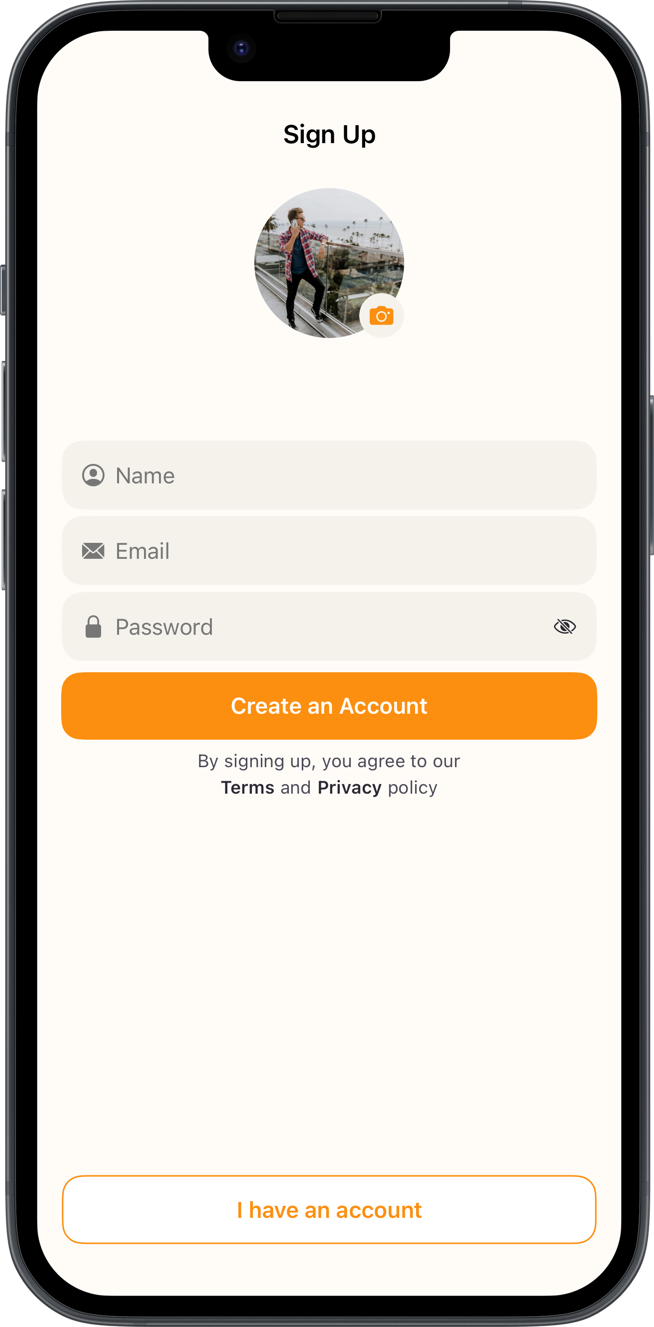 Sign Up
Name
Email
Password
Create an Account
By signing up, you agree to our
Terms and Privacy policy
I have an account